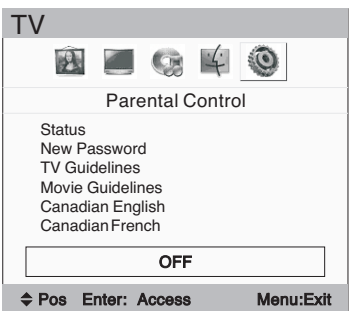 TV
Parental Control
Status
New Password
TV Guidelines
Movie Guidelines
Canadian English
Canadian French
OFF
Pos Enter: Access Menu:Exit